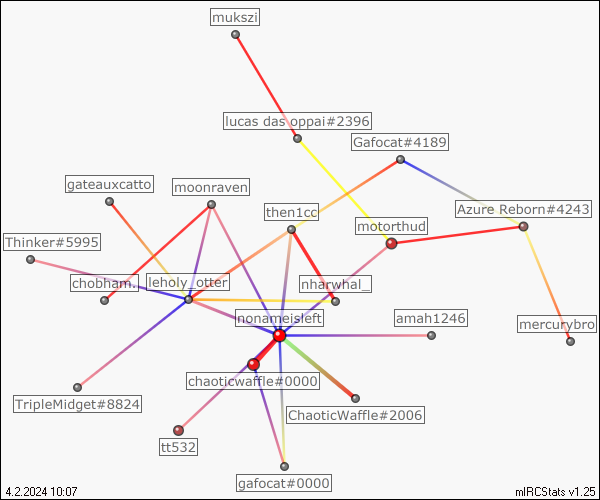 mukszi
lucas das oppai#2396
Gafocat#4189
gateauxcatto
moonraven
then1cc
Azure Reborn#4243
motorthud
Thinker#5995
chobham.
leholy_otter
nharwhal_
nonameisleft
amah1246
mercurybro
chaoticwaffle#0000
TripleMidget#8824
ChaoticWaffle#2006
tt532
gafocat#0000
4.2.2024 10:07
mIRCStats v1.25